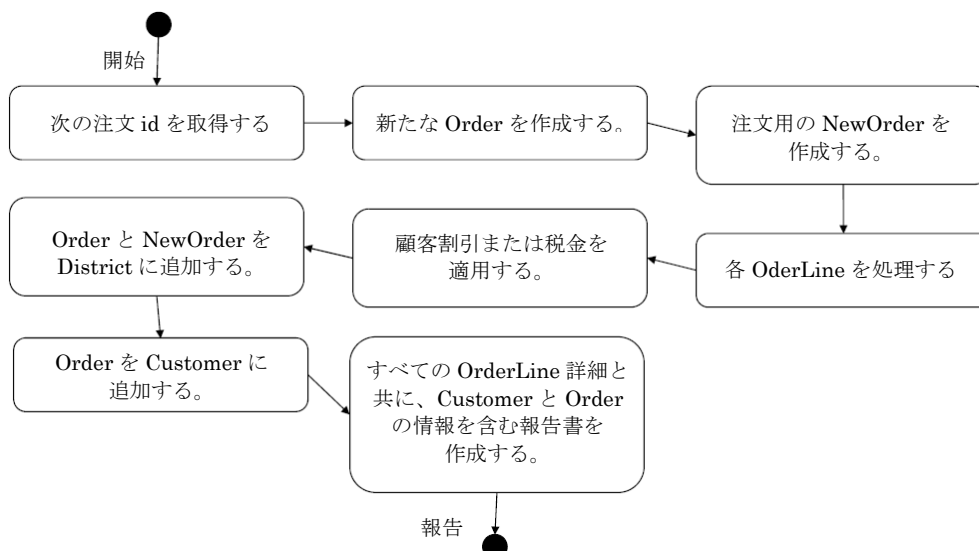 開始
次の注文 id を取得する
新たな Order を作成する。
注文用の NewOrder を
作成する。
各 OderLine を処理する
顧客割引または税金を
適用する。
Order と NewOrder を
District に追加する。
Order を Customer に
追加する。
すべての OrderLine 詳細と
共に、Customer と Order
の情報を含む報告書を
作成する。
報告